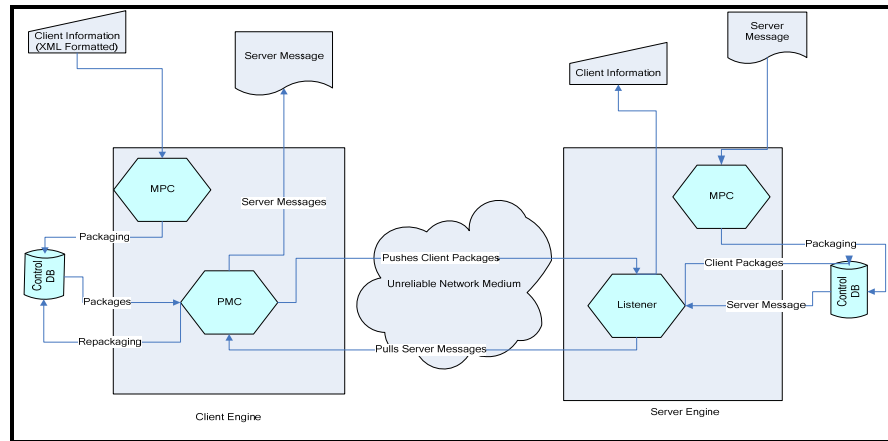 Client Information
(XML Formatted)
Server Message
Client Information
Server
Message
MPC
MPC
Server Messages
Packaging
Packaging
Control
DB
Packages
PMC
Repackaging
Pushes Client Packages
Unreliable Network Medium
Pulls Server Messages
Client Packages
Listener
Server Message
Control
DB
Client Engine
Server Engine